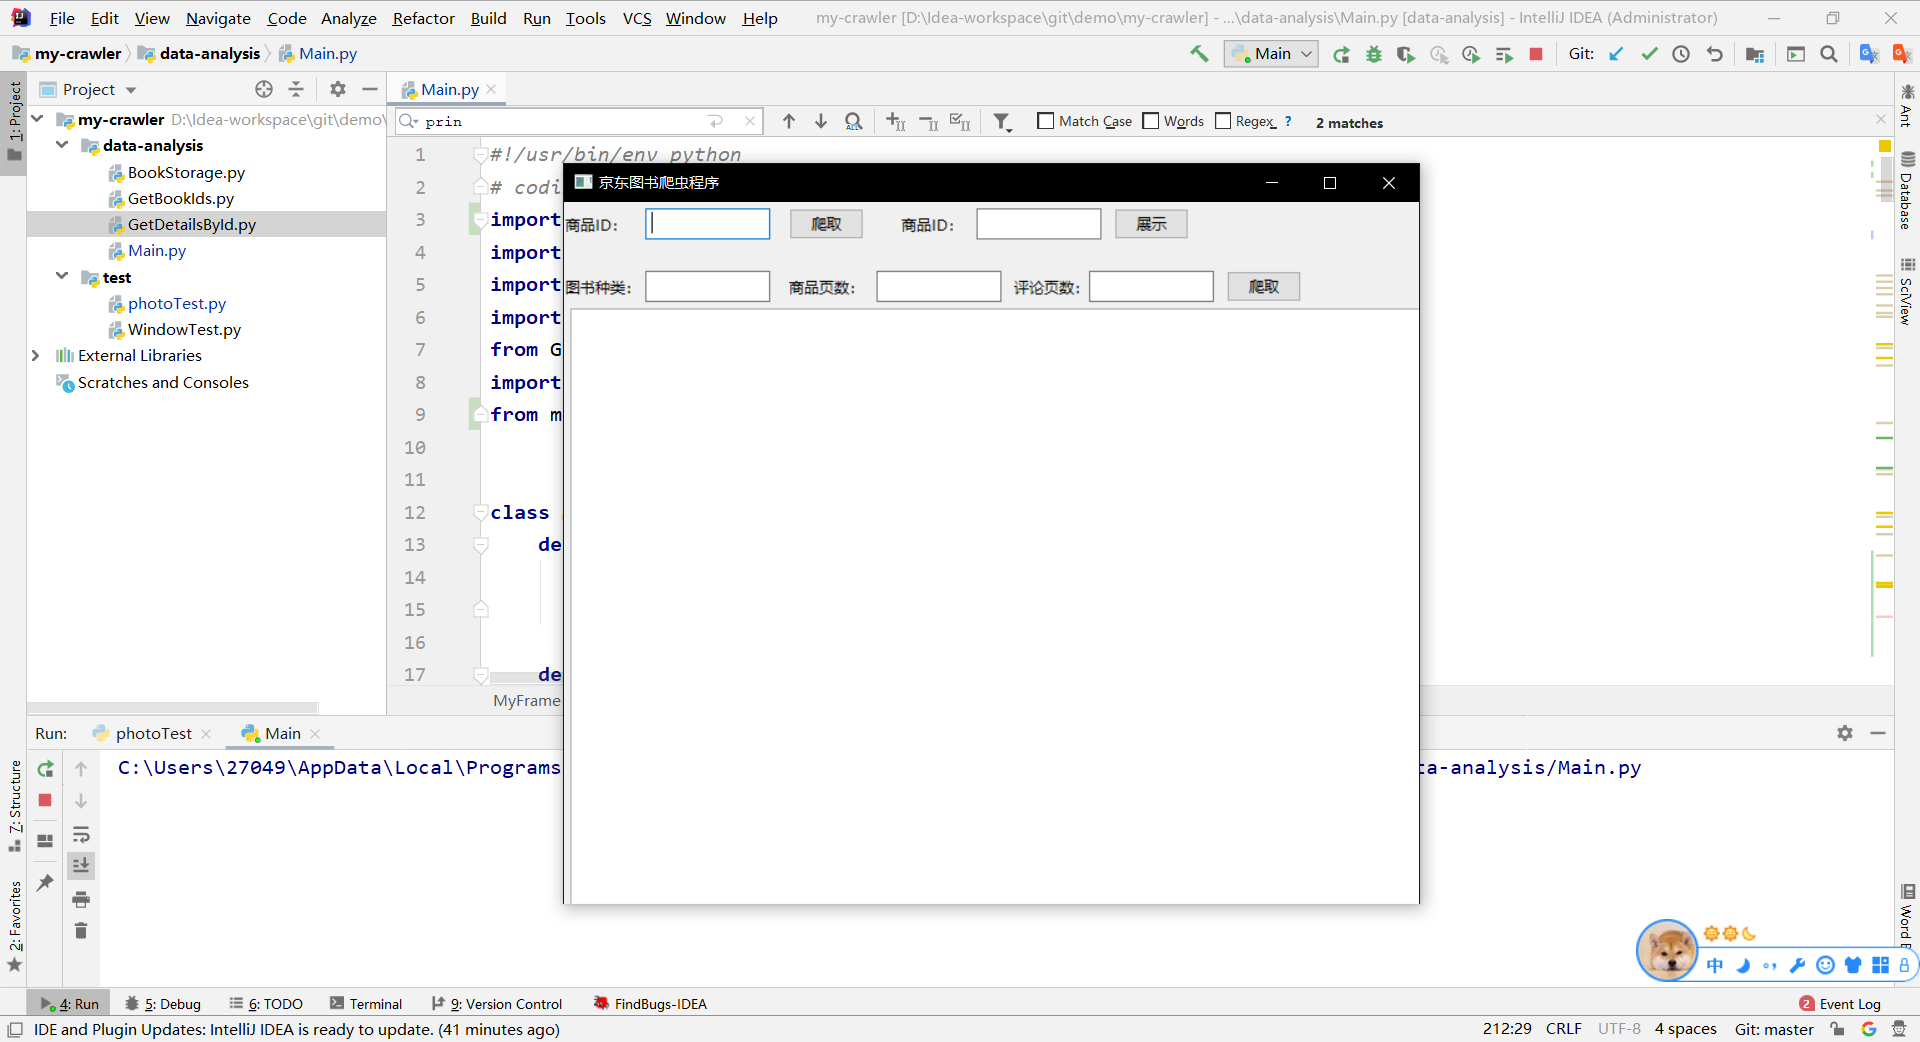 File Edit View Navigate Code Analyze Refactor Build Run Tools VCS Window Help my-crawler [D:\Idea-workspace\git\demo\my-crawler] - ...\data-analysis\Main.py [data-analysis] - IntelliJ IDEA (Administrator)
my-crawler data-analysis Main.py Main Git:
1: Project
Project
Main.py
my-crawler D:\Idea-workspace\git\demo\
data-analysis
BookStorage.py
GetBookIds.py
GetDetailsById.py
Main.py
test
photoTest.py
WindowTest.py
External Libraries
Scratches and Consoles
prin Match Case Words Regex ? 2 matches
1 #!/usr/bin/env python
2 # codi
3 import
4 import
5 import
6 import
7 from G
8 import
9 from m
10
11
12 class
13 de
14
15
16
17 de
MyFrame
京东图书爬虫程序
商品ID: 爬取 商品ID: 展示
图书种类: 商品页数: 评论页数: 爬取
Ant
Database
SciView
Word B
Run: photoTest Main
C:\Users\27049\AppData\Local\Programs
ta-analysis/Main.py
7: Structure
2: Favorites
中
4: Run 5: Debug 6: TODO Terminal 9: Version Control FindBugs-IDEA 2 Event Log
IDE and Plugin Updates: IntelliJ IDEA is ready to update. (41 minutes ago) 212:29 CRLF UTF-8 4 spaces Git: master